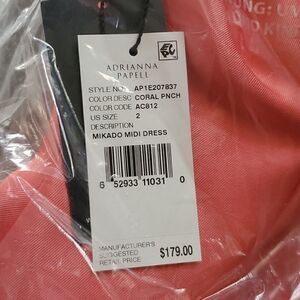 ADRIANNA
PAPELL
STYLE NO. AP1E207837
COLOR DESC CORAL PNCH
COLOR CODE AC812
US SIZE 2
DESCRIPTION
MIKADO MIDI DRESS
6 52933 11031 0
MANUFACTURER'S
SUGGESTED
RETAIL PRICE $179.00